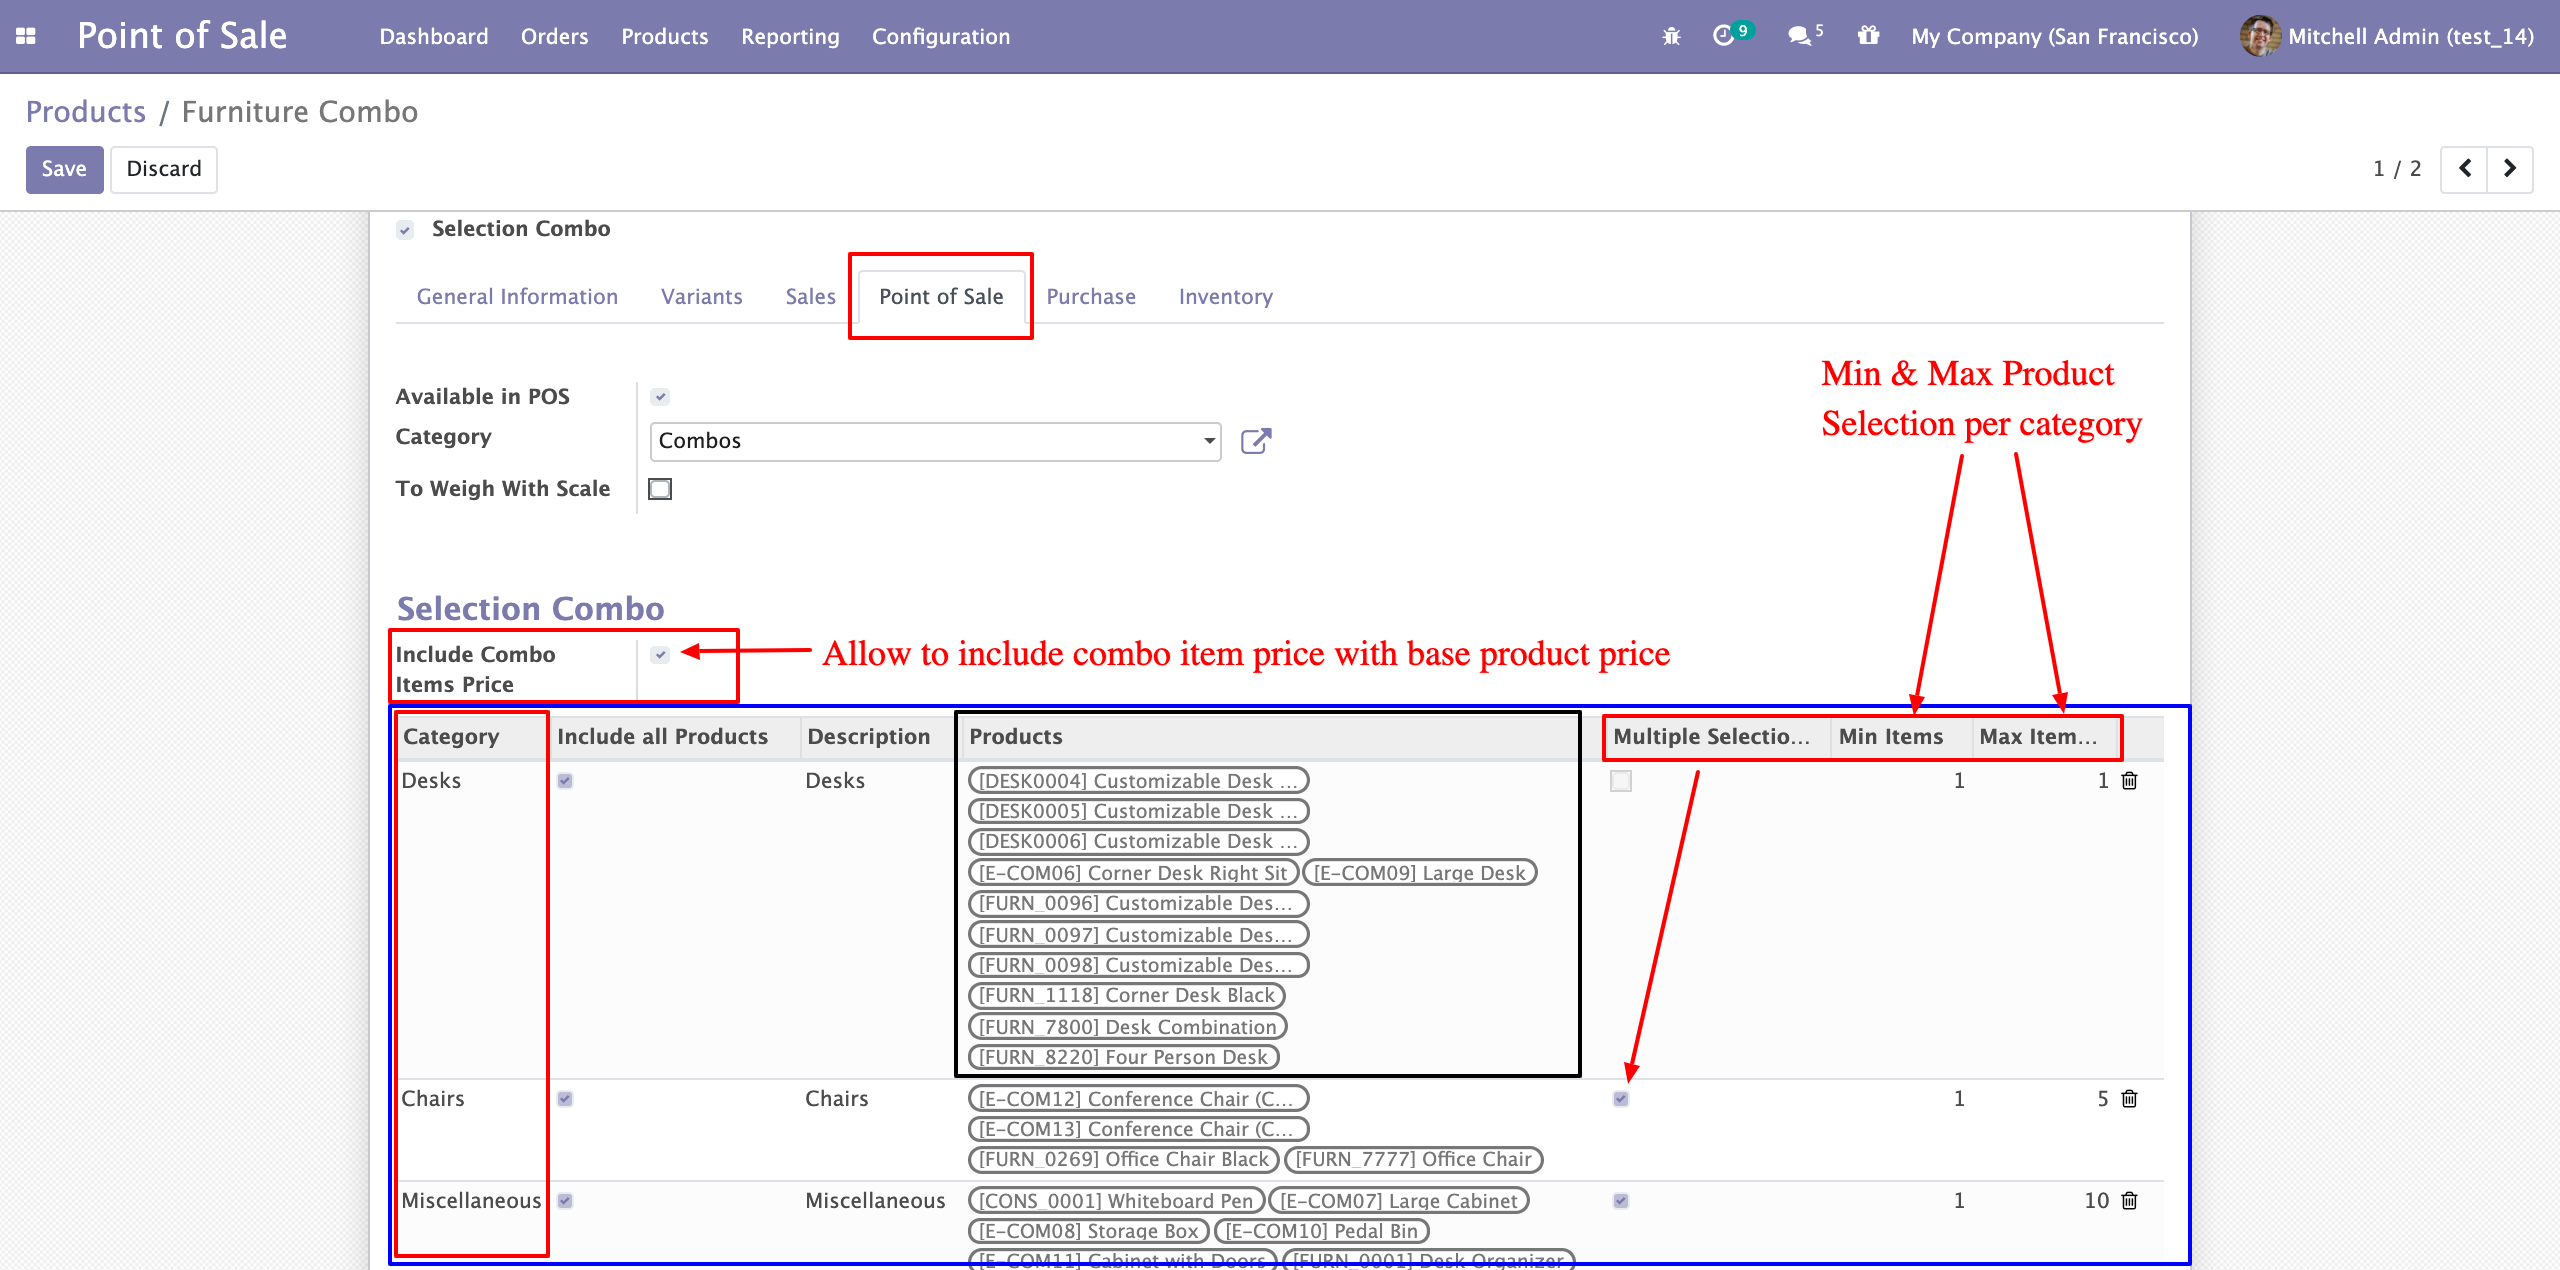 Point of Sale Dashboard Orders Products Reporting Configuration 9 5 My Company (San Francisco) Mitchell Admin (test_14)
Products / Furniture Combo
Save Discard 1 / 2
Selection Combo
General Information Variants Sales Point of Sale Purchase Inventory
Min & Max Product
Selection per category
Available in POS
Category Combos
To Weigh With Scale
Selection Combo
Include Combo
Items Price
Allow to include combo item price with base product price
Category Include all Products Description Products Multiple Selectio... Min Items Max Item...
Desks Desks [DESK0004] Customizable Desk ... 1 1
[DESK0005] Customizable Desk ...
[DESK0006] Customizable Desk ...
[E-COM06] Corner Desk Right Sit [E-COM09] Large Desk
[FURN_0096] Customizable Des...
[FURN_0097] Customizable Des...
[FURN_0098] Customizable Des...
[FURN_1118] Corner Desk Black
[FURN_7800] Desk Combination
[FURN_8220] Four Person Desk
Chairs Chairs [E-COM12] Conference Chair (C... 1 5
[E-COM13] Conference Chair (C...
[FURN_0269] Office Chair Black [FURN_7777] Office Chair
Miscellaneous Miscellaneous [CONS_0001] Whiteboard Pen [E-COM07] Large Cabinet 1 10
[E-COM08] Storage Box [E-COM10] Pedal Bin
[E-COM11] Cabinet with Doors [FURN_0001] Desk Organizer